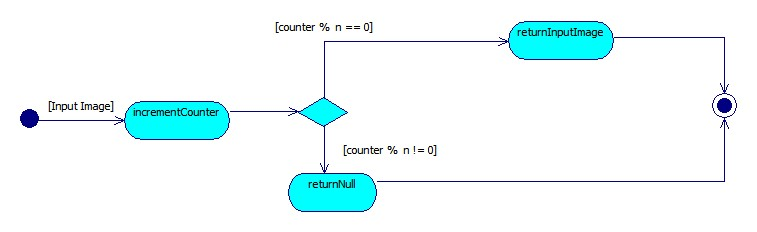 [counter % n == 0]
returnInputImage
[Input Image]
incrementCounter
[counter % n != 0]
returnNull